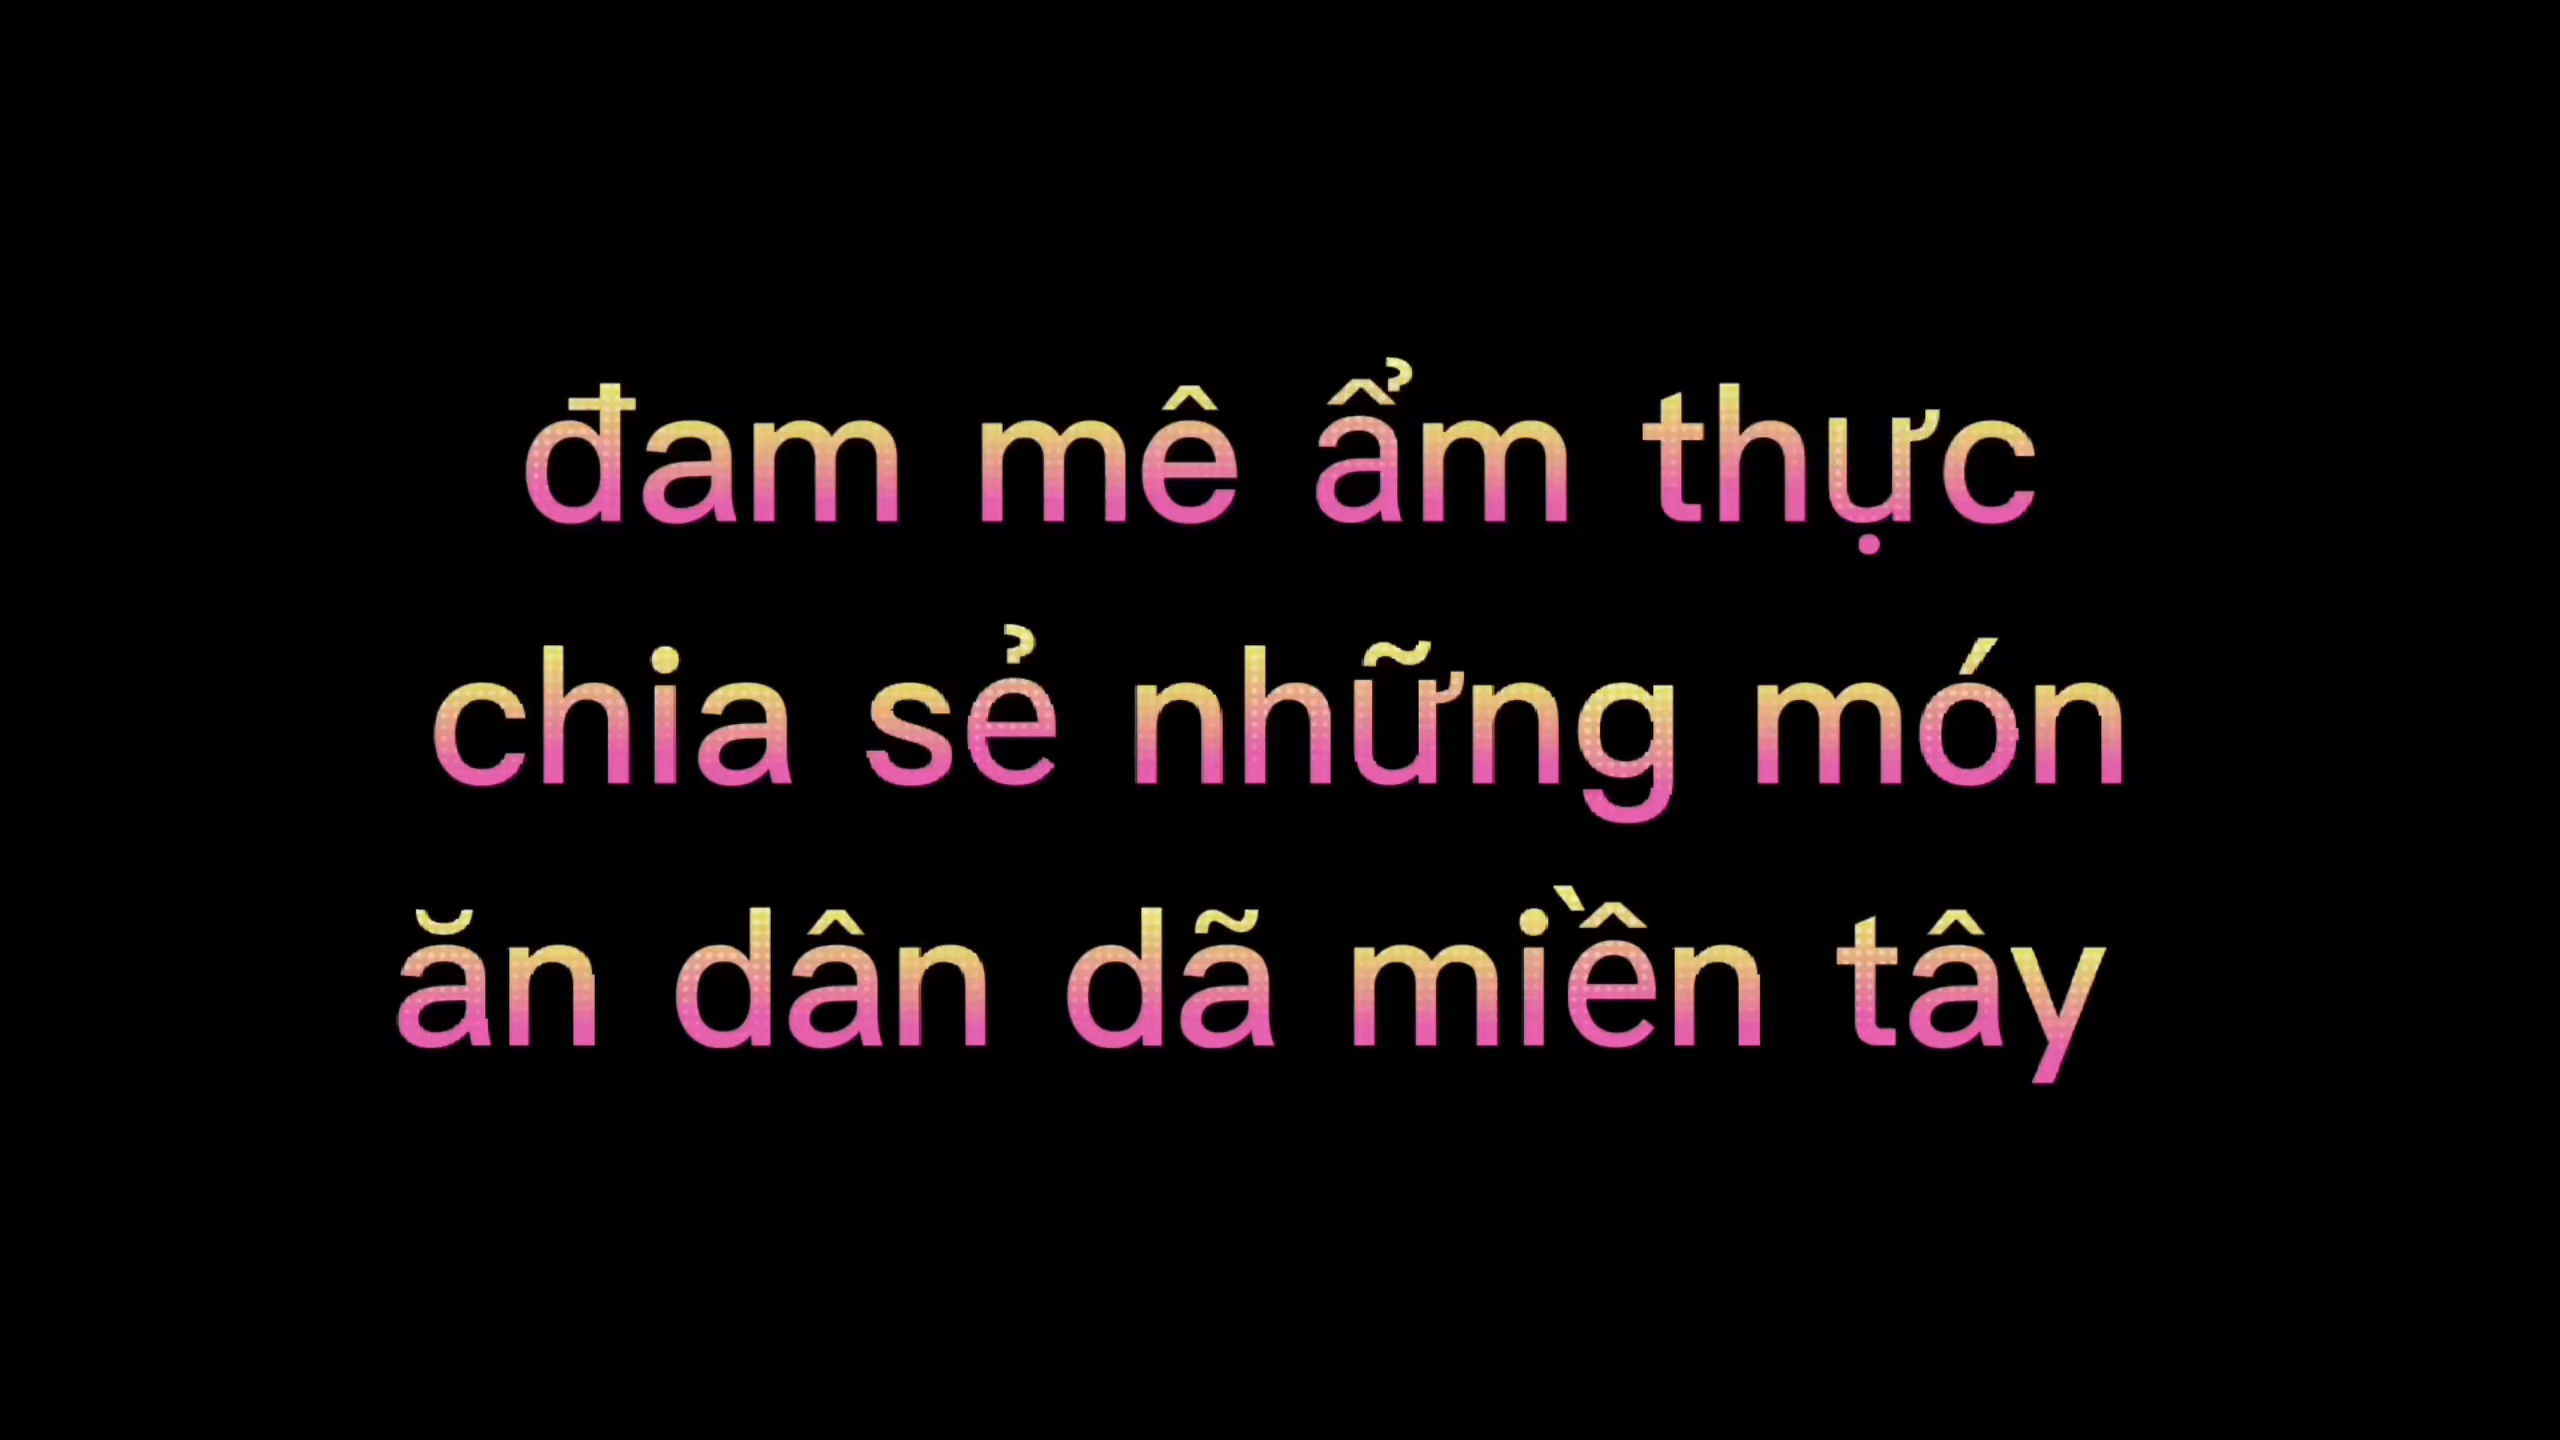 đam mê ẩm thực
chia sẻ những món
ăn dân dã miền tây